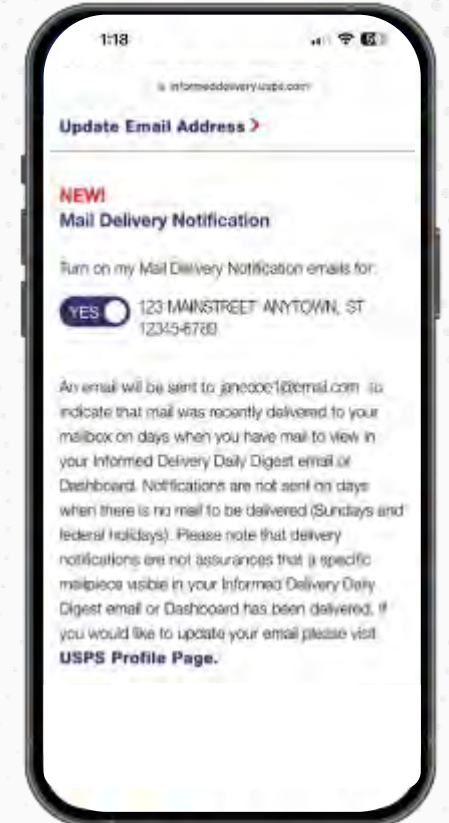 1:18
informeddelivery.usps.com
Update Email Address >
NEW!
Mail Delivery Notification
Turn on my Mail Delivery Notification emails for:
YES
123 MAINSTREET ANYTOWN, ST
12345-6789
An email will be sent to janedoe1@email.com to
indicate that mail was recently delivered to your
mailbox on days when you have mail to view in
your Informed Delivery Daily Digest email or
Dashboard. Notifications are not sent on days
when there is no mail to be delivered (Sundays and
federal holidays). Please note that delivery
notifications are not assurances that a specific
mailpiece visible in your Informed Delivery Daily
Digest email or Dashboard has been delivered. If
you would like to update your email please visit
USPS Profile Page.